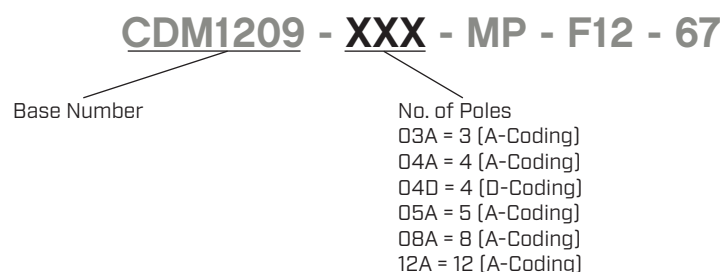 CDM1209 - XXX - MP - F12 - 67
Base Number
No. of Poles
03A = 3 (A-Coding)
04A = 4 (A-Coding)
04D = 4 (D-Coding)
05A = 5 (A-Coding)
08A = 8 (A-Coding)
12A = 12 (A-Coding)